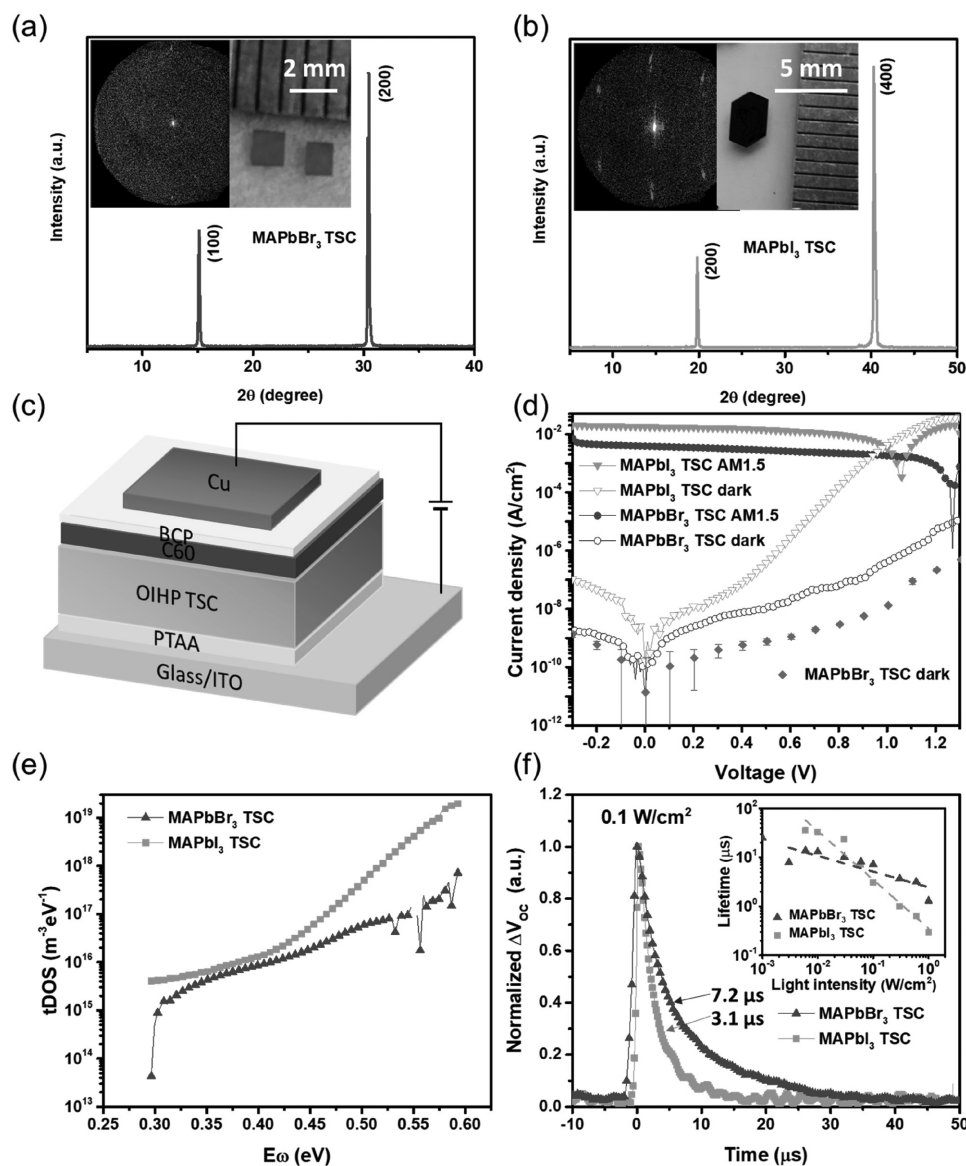 (a)
2 mm
(100)
(200)
MAPbBr₃ TSC
Intensity (a.u.)
10
20
30
40
2θ (degree)
(b)
5 mm
(200)
(400)
MAPbI₃ TSC
Intensity (a.u.)
10
20
30
40
50
2θ (degree)
(c)
Cu
BCP
C60
OIHP TSC
PTAA
Glass/ITO
(d)
10⁻²
10⁻⁴
10⁻⁶
10⁻⁸
10⁻¹⁰
10⁻¹²
Current density (A/cm²)
MAPbI₃ TSC AM1.5
MAPbI₃ TSC dark
MAPbBr₃ TSC AM1.5
MAPbBr₃ TSC dark
MAPbBr₃ TSC dark
-0.2
0.0
0.2
0.4
0.6
0.8
1.0
1.2
Voltage (V)
(e)
10¹⁹
10¹⁸
10¹⁷
10¹⁶
10¹⁵
10¹⁴
10¹³
tDOS (m⁻³eV⁻¹)
MAPbBr₃ TSC
MAPbI₃ TSC
0.30
0.35
0.40
0.45
0.50
0.55
0.60
Eω (eV)
(f)
1.2
1.0
0.8
0.6
0.4
0.2
0.0
Normalized ΔV_OC (a.u.)
0.1 W/cm²
7.2 μs
3.1 μs
MAPbBr₃ TSC
MAPbI₃ TSC
-10
0
10
20
30
40
50
Time (μs)
10²
10¹
10⁰
10⁻¹
Lifetime (μs)
MAPbBr₃ TSC
MAPbI₃ TSC
10⁻³
10⁻²
10⁻¹
10⁰
Light intensity (W/cm²)